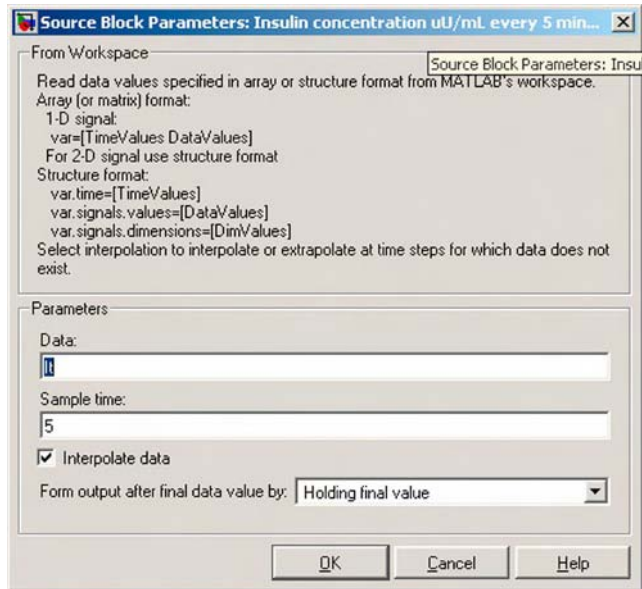 Source Block Parameters: Insulin concentration uU/mL every 5 min...
From Workspace
Source Block Parameters: Insu
Read data values specified in array or structure format from MATLAB's workspace.
Array (or matrix) format:
1-D signal:
var=[TimeValues DataValues]
For 2-D signal use structure format
Structure format:
var.time=[TimeValues]
var.signals.values=[DataValues]
var.signals.dimensions=[DimValues]
Select interpolation to interpolate or extrapolate at time steps for which data does not
exist.
Parameters
Data:
It
Sample time:
5
Interpolate data
Form output after final data value by: Holding final value
OK Cancel Help